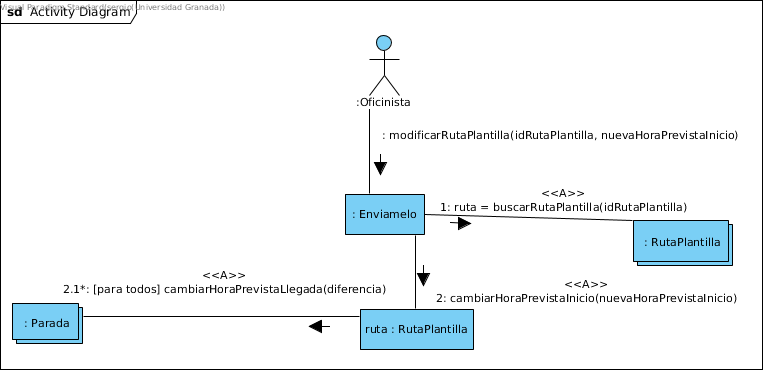 Visual Paradigm Standard(sergio(Universidad Granada))
sd Activity Diagram
:Oficinista
: modificarRutaPlantilla(idRutaPlantilla, nuevaHoraPrevistaInicio)
<<A>>
1: ruta = buscarRutaPlantilla(idRutaPlantilla)
: Enviamelo
: RutaPlantilla
<<A>>
2.1*: [para todos] cambiarHoraPrevistaLlegada(diferencia)
<<A>>
2: cambiarHoraPrevistaInicio(nuevaHoraPrevistaInicio)
: Parada
ruta : RutaPlantilla